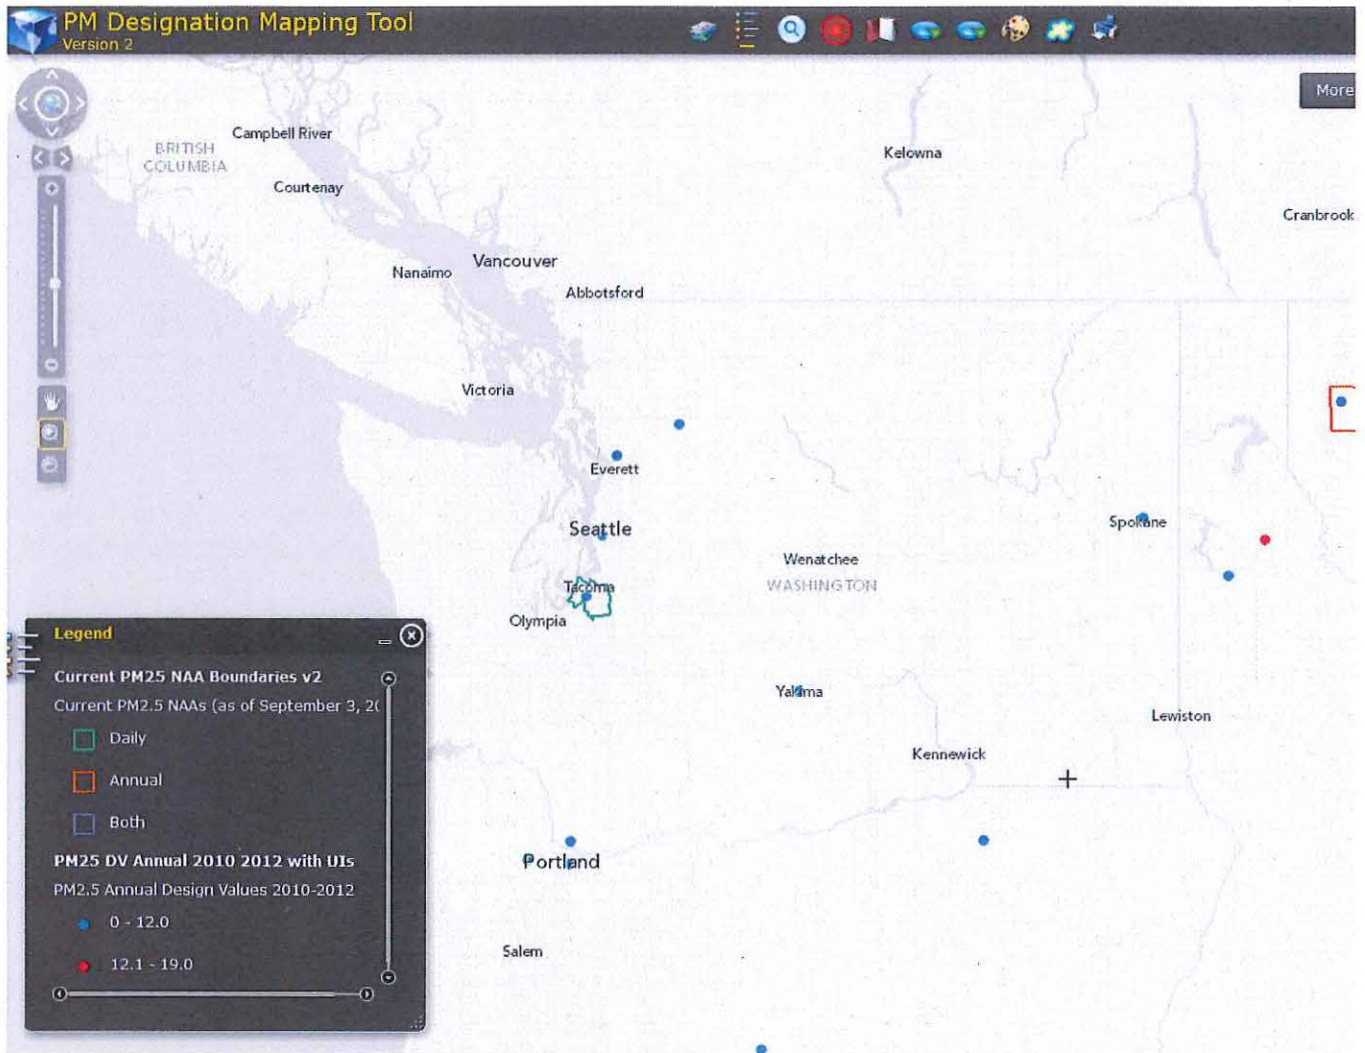 PM Designation Mapping Tool
Version 2
More
Campbell River
BRITISH
COLUMBIA
Kelowna
Courtenay
Cranbrook
Vancouver
Nanaimo
Abbotsford
Victoria
Everett
Seattle
Spokane
Wenatchee
WASHINGTON
Tacoma
Olympia
Yakima
Lewiston
Kennewick
Portland
Salem
Legend
Current PM25 NAA Boundaries v2
Current PM2.5 NAAs (as of September 3, 20
Daily
Annual
Both
PM25 DV Annual 2010 2012 with UIs
PM2.5 Annual Design Values 2010-2012
0 - 12.0
12.1 - 19.0